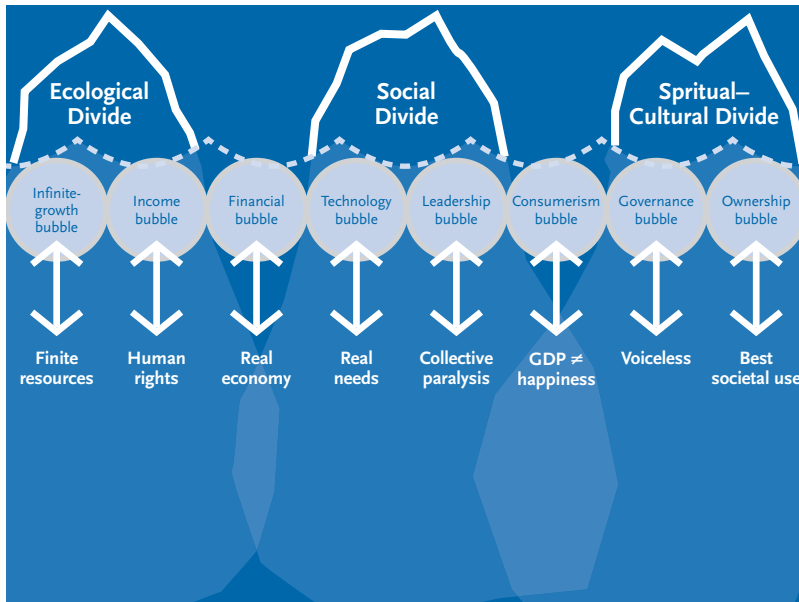 Ecological
Divide
Social
Divide
Spritual–
Cultural Divide
Infinite-
growth
bubble
Income
bubble
Financial
bubble
Technology
bubble
Leadership
bubble
Consumerism
bubble
Governance
bubble
Ownership
bubble
Finite
resources
Human
rights
Real
economy
Real
needs
Collective
paralysis
GDP ≠
happiness
Voiceless
Best
societal use